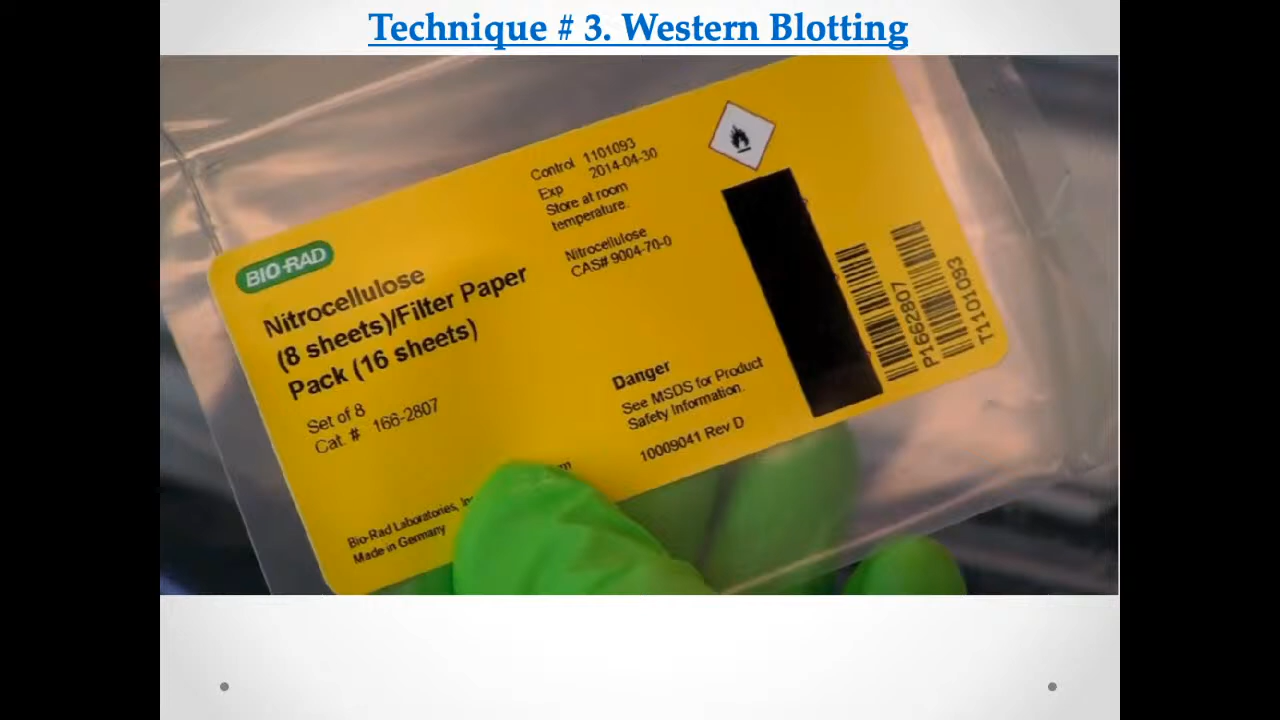 Technique # 3. Western Blotting
BIO-RAD
Nitrocellulose
(8 sheets)/Filter Paper
Pack (16 sheets)
Set of 8
Cat. # 166-2807
Bio-Rad Laboratories,
Made in Germany
Control 1101093
Exp 2014-04-30
Store at room
temperature.
Nitrocellulose
CAS# 9004-70-0
Danger
See MSDS for Product
Safety Information.
10009041 Rev D
P1662807
T1101093